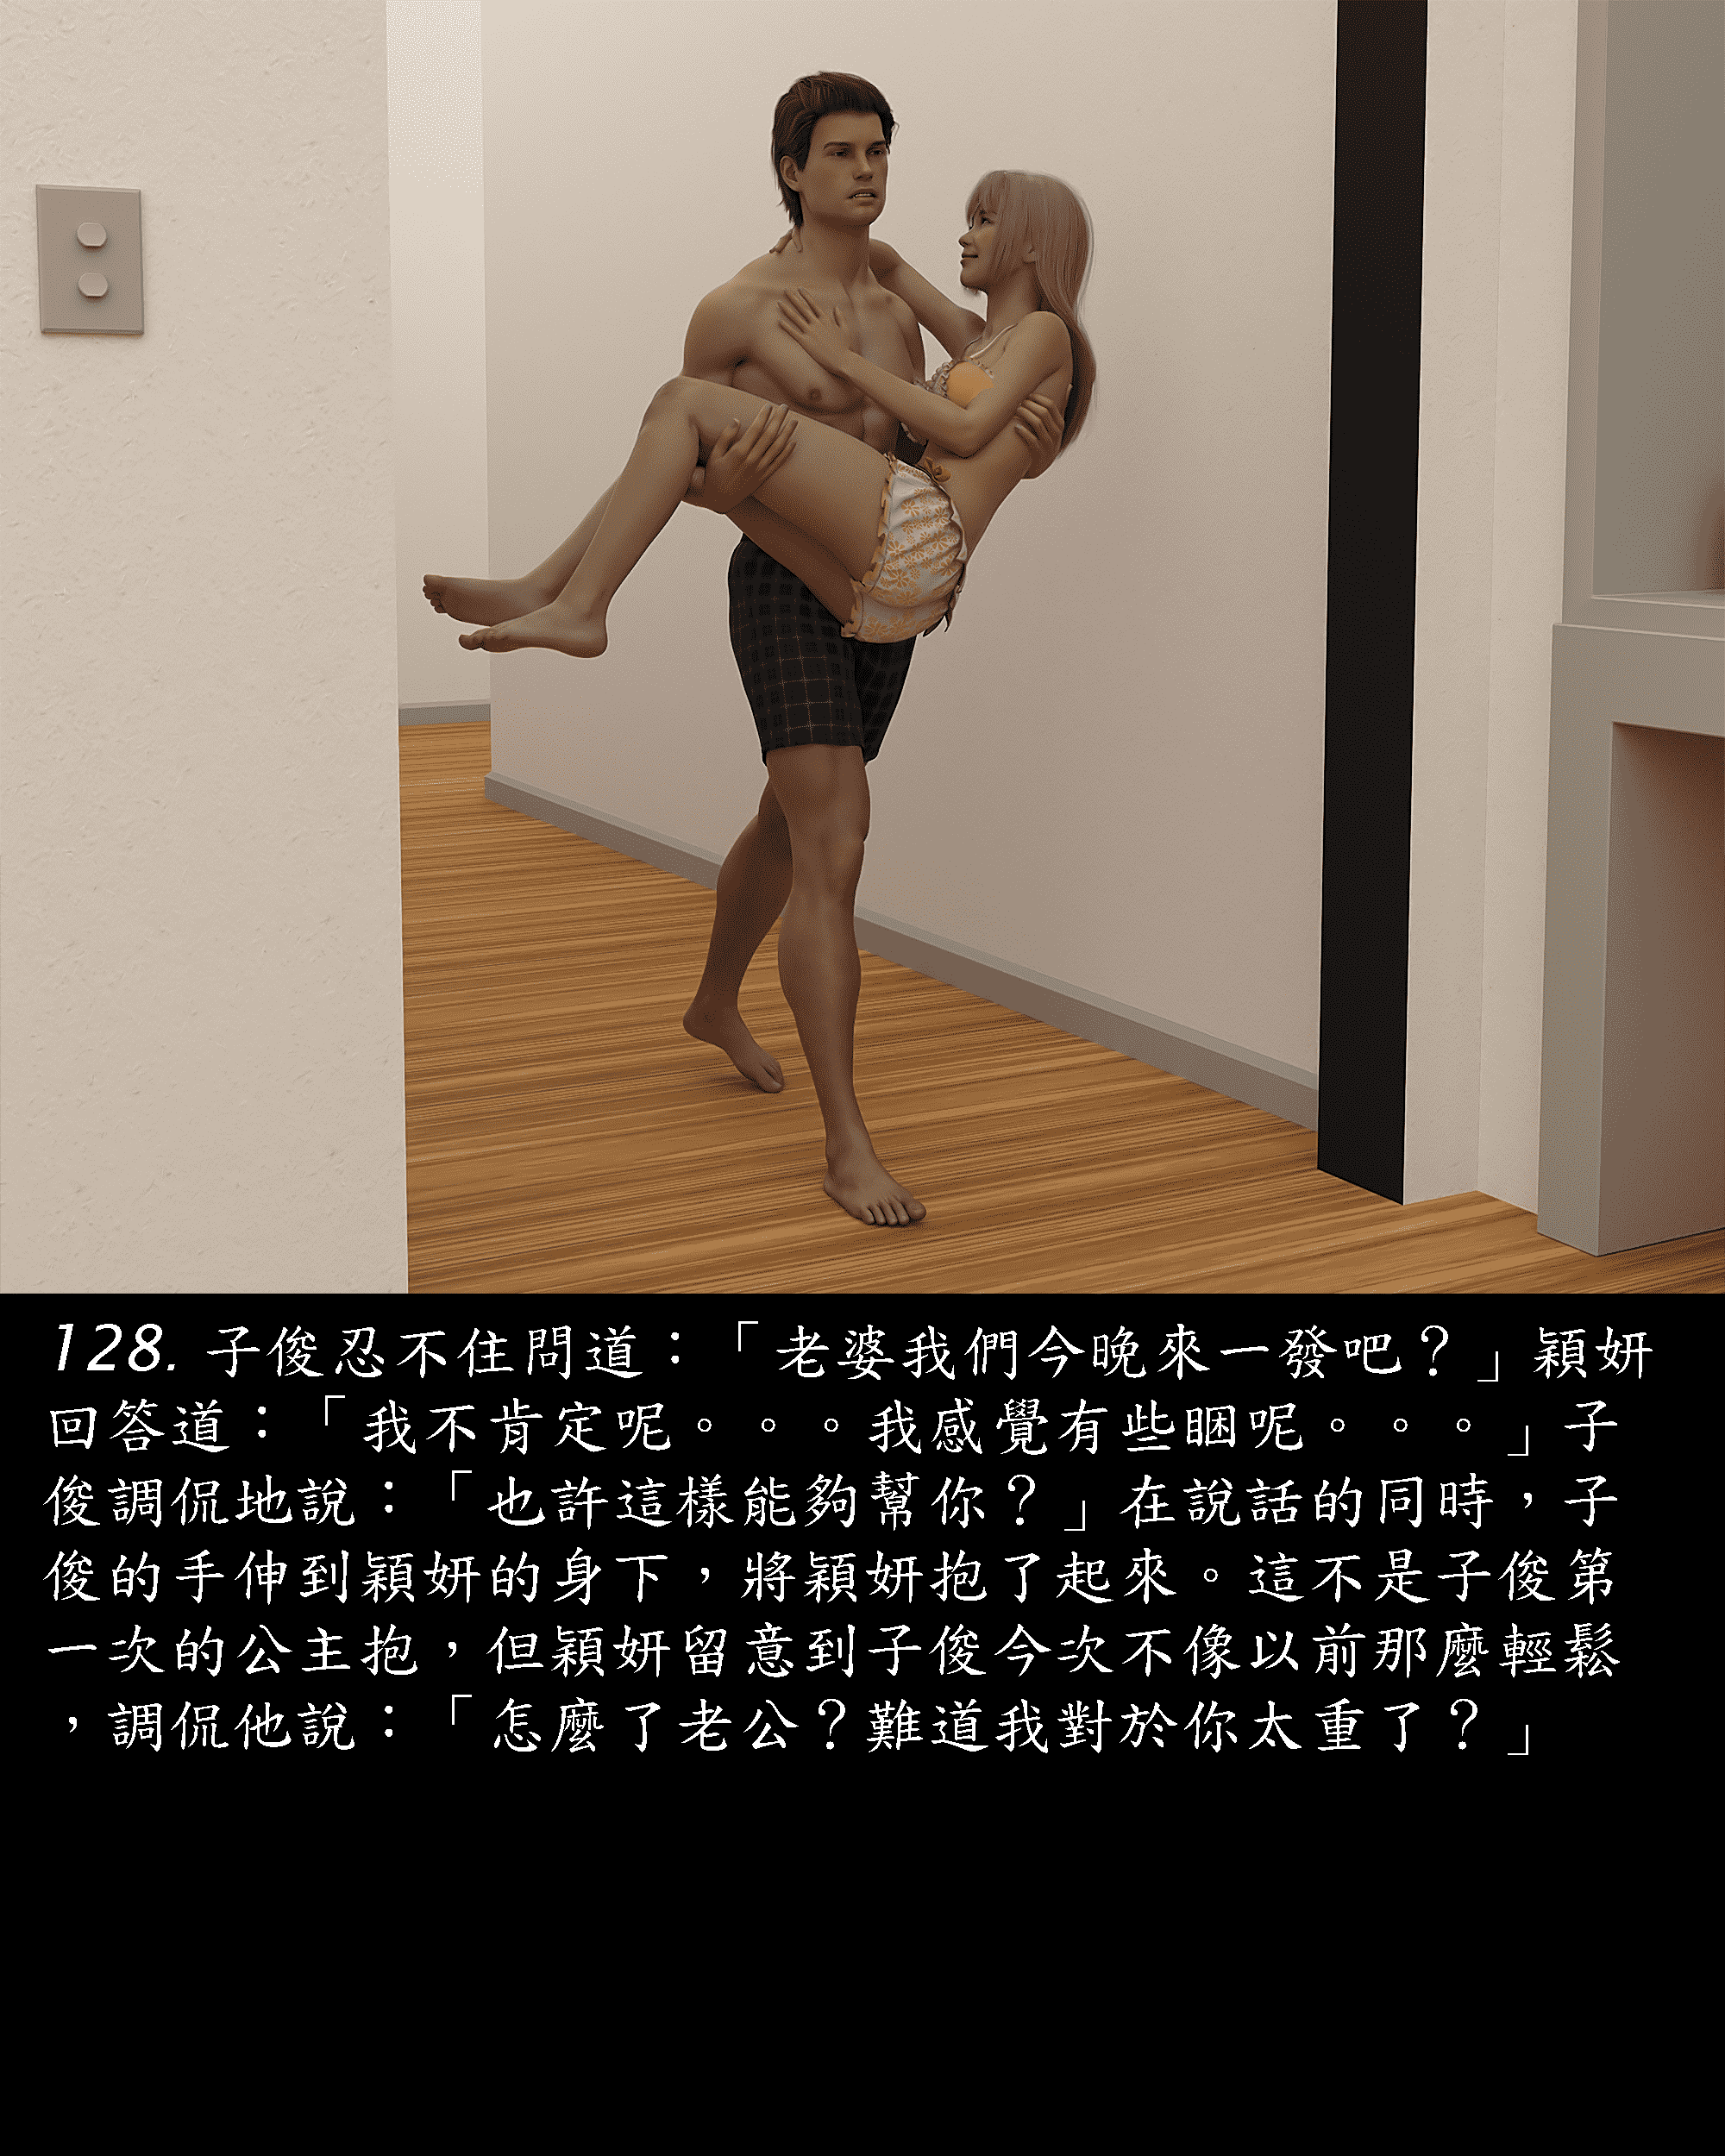 128. 子俊忍不住問道：「老婆我們今晚來一發吧？」穎妍
回答道：「我不肯定呢。。。我感覺有些睏呢。。。」子
俊調侃地說：「也許這樣能夠幫你？」在說話的同時，子
俊的手伸到穎妍的身下，將穎妍抱了起來。這不是子俊第
一次的公主抱，但穎妍留意到子俊今次不像以前那麼輕鬆
，調侃他說：「怎麼了老公？難道我對於你太重了？」